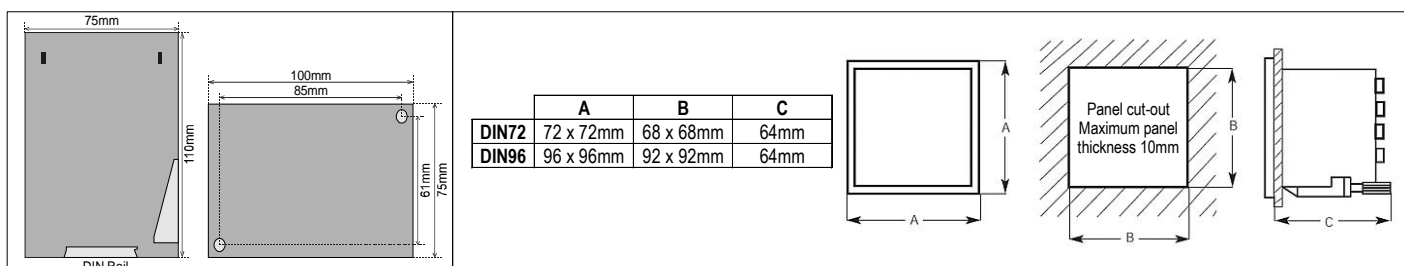 75mm
110mm
DIN Rail
100mm
85mm
61mm
75mm
A B C
DIN72 72 x 72mm 68 x 68mm 64mm
DIN96 96 x 96mm 92 x 92mm 64mm
A
A
Panel cut-out
Maximum panel
thickness 10mm
B
B
C